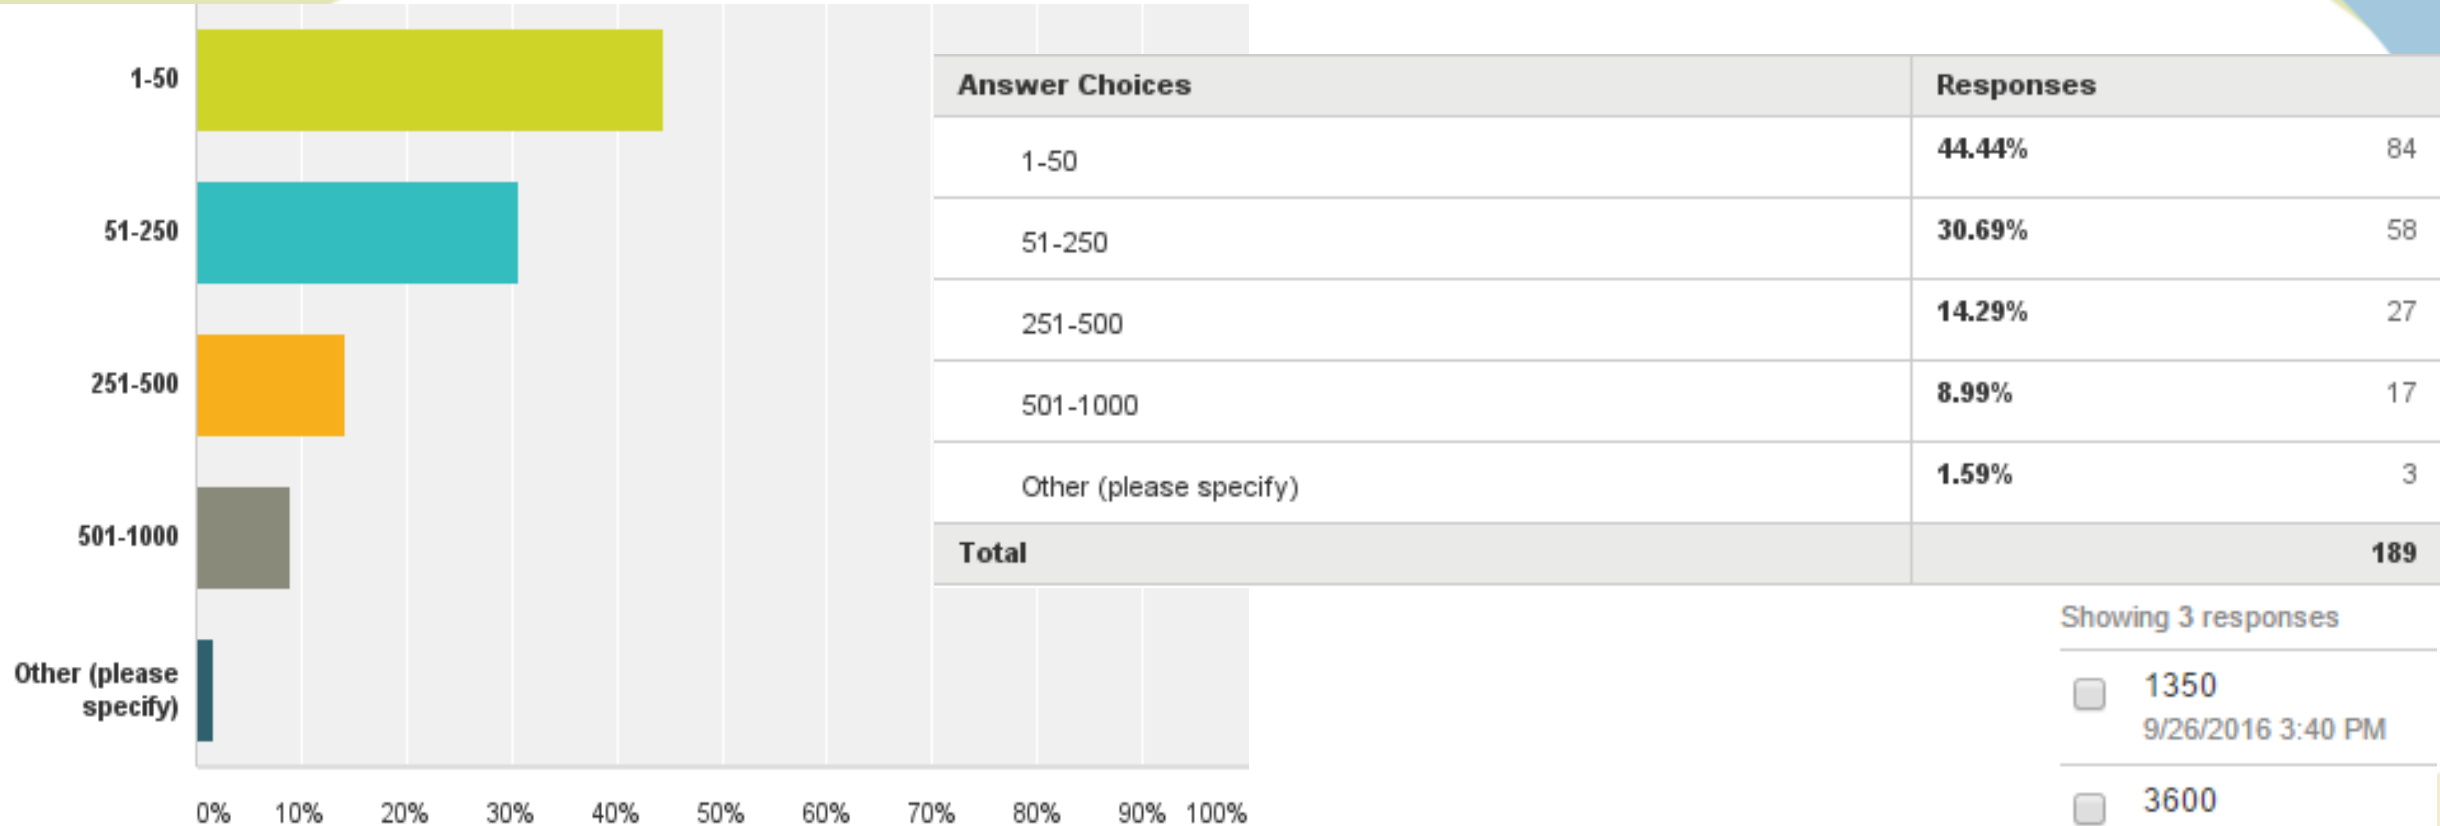 1-50
51-250
251-500
501-1000
Other (please
specify)
0% 10% 20% 30% 40% 50% 60% 70% 80% 90% 100%
Answer Choices Responses
1-50 44.44% 84
51-250 30.69% 58
251-500 14.29% 27
501-1000 8.99% 17
Other (please specify) 1.59% 3
Total 189
Showing 3 responses
1350
9/26/2016 3:40 PM
3600